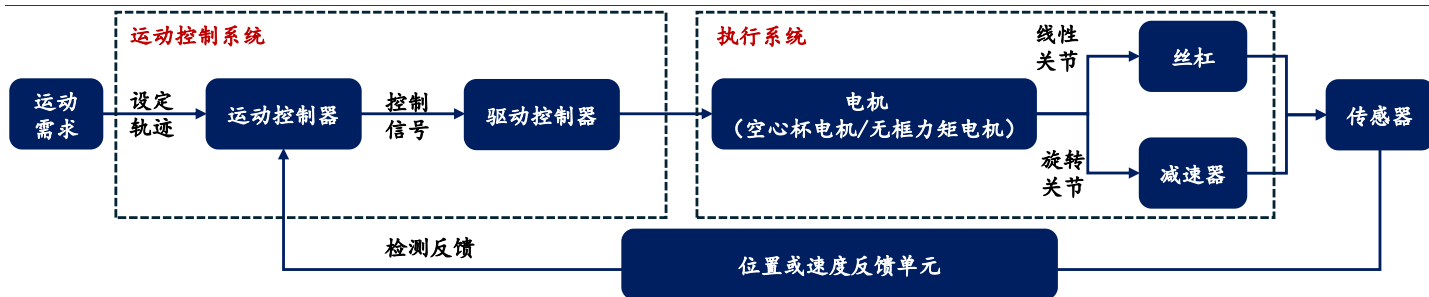 运动控制系统
执行系统
运动
需求
设定
轨迹
运动控制器
控制
信号
驱动控制器
电机
（空心杯电机/无框力矩电机）
线性
关节
丝杠
旋转
关节
减速器
传感器
检测反馈
位置或速度反馈单元